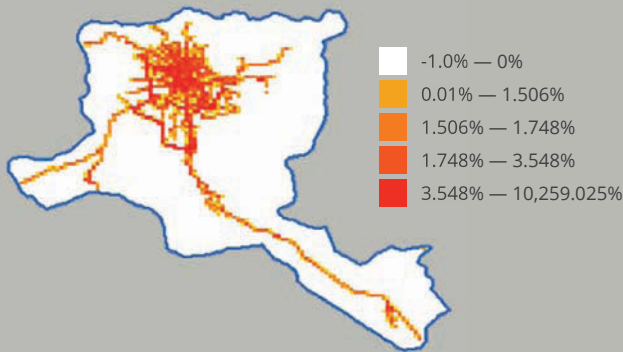 -1.0% — 0%
0.01% — 1.506%
1.506% — 1.748%
1.748% — 3.548%
3.548% — 10,259.025%